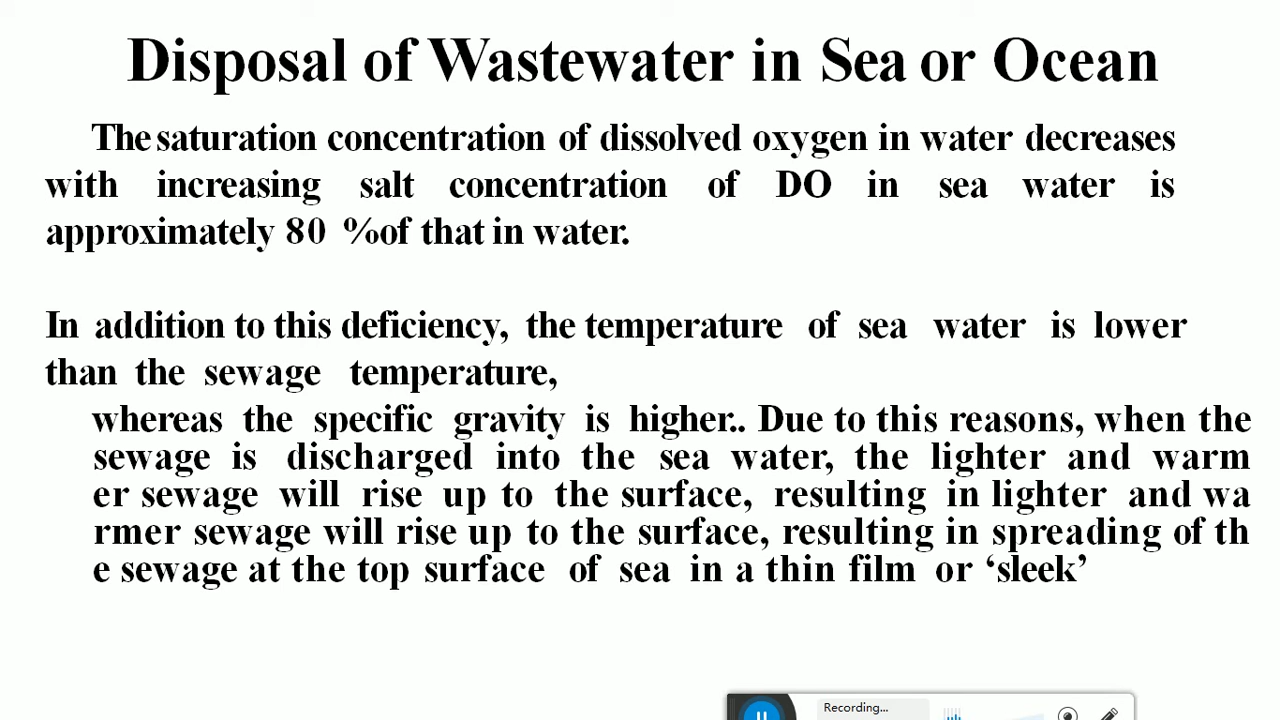 Disposal of Wastewater in Sea or Ocean
The saturation concentration of dissolved oxygen in water decreases
with increasing salt concentration of DO in sea water is
approximately 80 %of that in water.
In addition to this deficiency, the temperature of sea water is lower
than the sewage temperature,
whereas the specific gravity is higher.. Due to this reasons, when the
sewage is discharged into the sea water, the lighter and warm
er sewage will rise up to the surface, resulting in lighter and wa
rmer sewage will rise up to the surface, resulting in spreading of th
e sewage at the top surface of sea in a thin film or ‘sleek’
Recording...